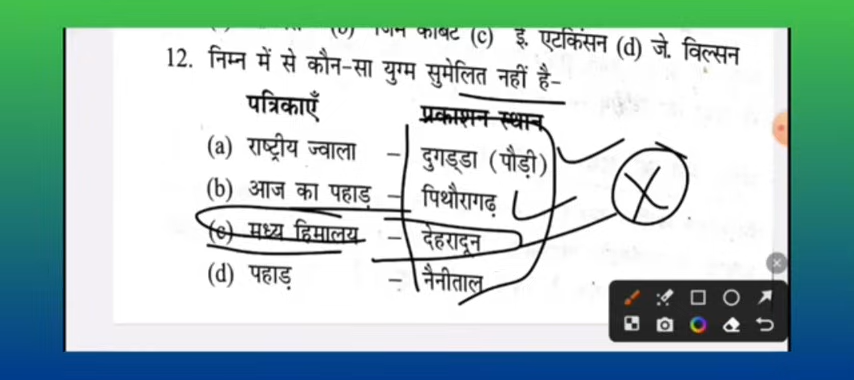 (b) जिम कॉर्बेट (c) ई. एटकिंसन (d) जे. विल्सन
12. निम्न में से कौन-सा युग्म सुमेलित नहीं है-
पत्रिकाएँ प्रकाशन स्थान
(a) राष्ट्रीय ज्वाला – दुगड्डा (पौड़ी)
(b) आज का पहाड़ – पिथौरागढ़
(c) मध्य हिमालय – देहरादून
(d) पहाड़ – नैनीताल